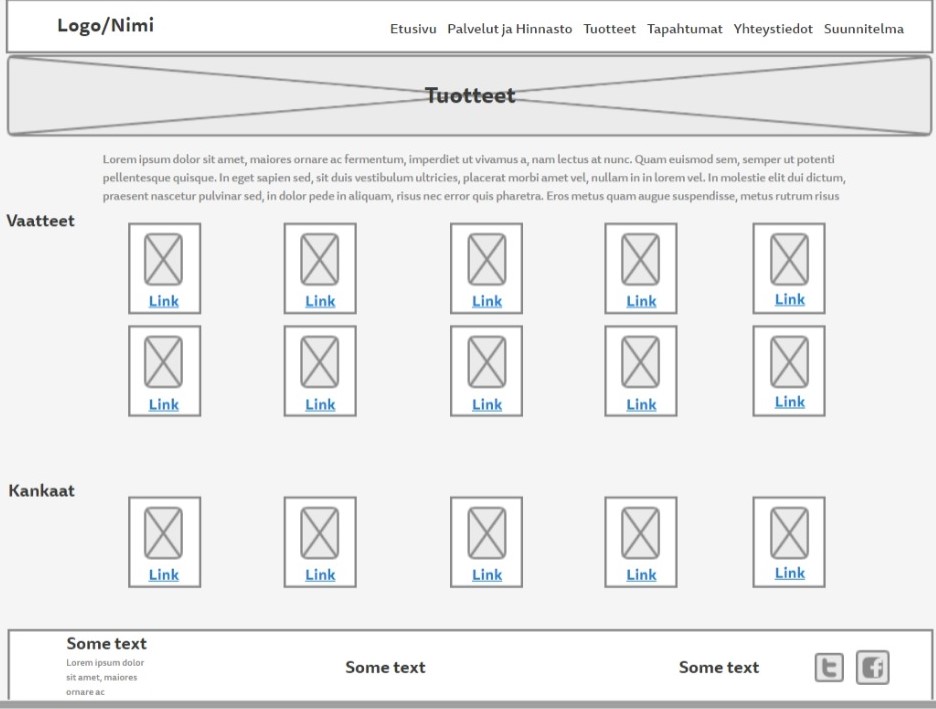 Logo/Nimi
Etusivu Palvelut ja Hinnasto Tuotteet Tapahtumat Yhteystiedot Suunnitelma
Tuotteet
Lorem ipsum dolor sit amet, maiores ornare ac fermentum, imperdiet ut vivamus a, nam lectus at nunc. Quam euismod sem, semper ut potenti
pellentesque quisque. In eget sapien sed, sit duis vestibulum ultricies, placerat morbi amet vel, nullam in in lorem vel. In molestie elit dui dictum,
praesent nascetur pulvinar sed, in dolor pede in aliquam, risus nec error quis pharetra. Eros metus quam augue suspendisse, metus rutrum risus
Vaatteet
Link Link Link Link Link
Link Link Link Link Link
Kankaat
Link Link Link Link Link
Some text
Lorem ipsum dolor
sit amet, maiores
ornare ac
Some text
Some text